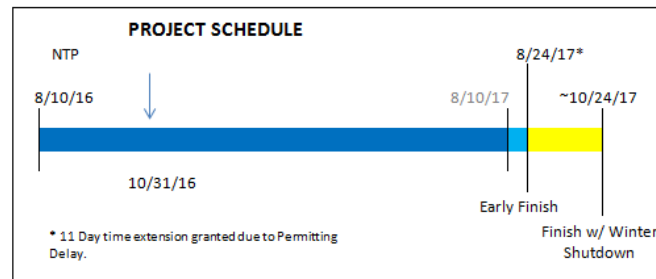 PROJECT SCHEDULE
NTP
8/24/17*
8/10/16
8/10/17
~10/24/17
10/31/16
Early Finish
* 11 Day time extension granted due to Permitting
Delay.
Finish w/ Winter
Shutdown